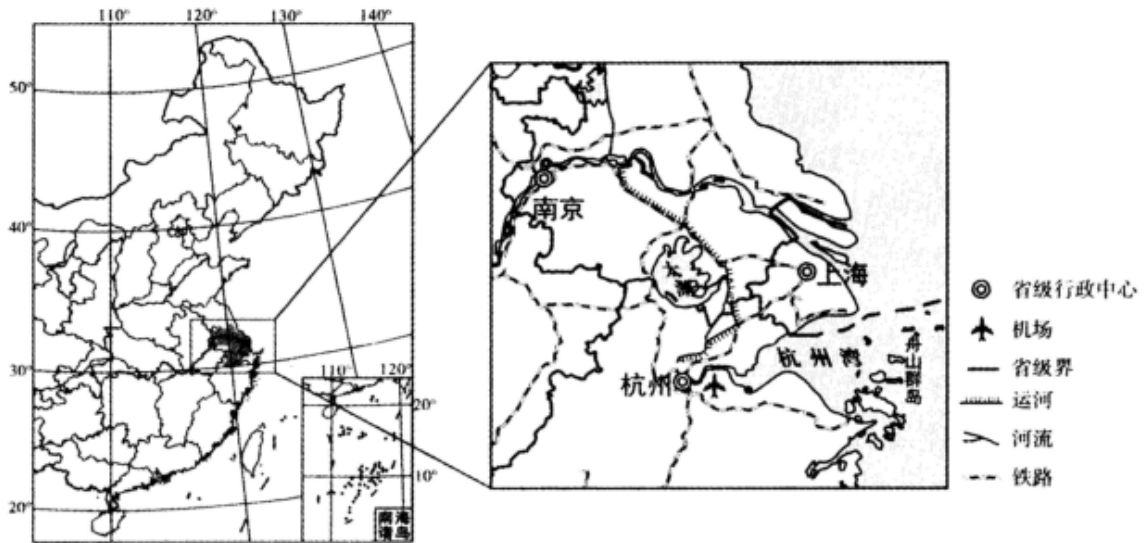 110° 120° 130° 140°
50°
40°
30°
20°
110° 120°
20°
10°
南海
诸岛
南京
太
湖
上海
杭州湾
舟山群岛
杭州
省级行政中心
机场
省级界
运河
河流
铁路